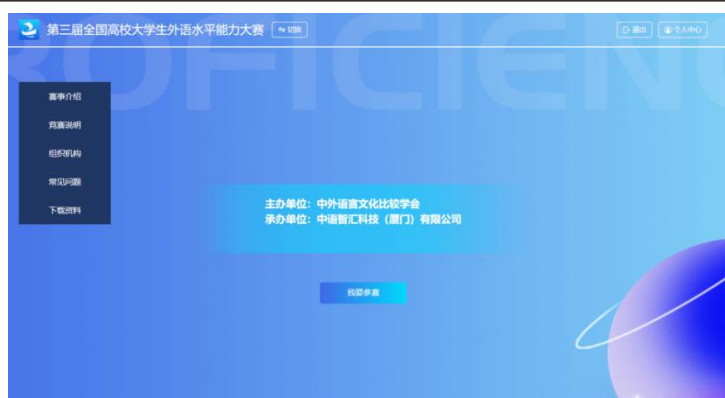 第三届全国高校大学生外语水平能力大赛 切换 退出 个人中心
ROFICIENC
赛事介绍
竞赛说明
组织机构
常见问题
下载资料
主办单位：中外语言文化比较学会
承办单位：中语智汇科技（厦门）有限公司
我要参赛